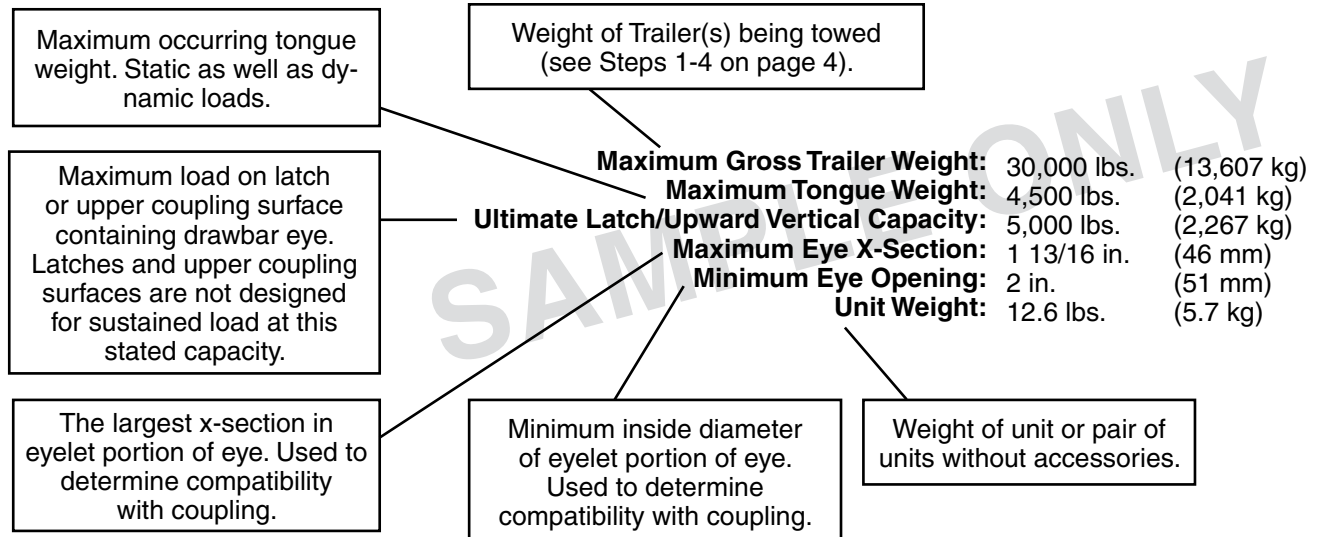 Maximum occurring tongue
weight. Static as well as dy-
namic loads.
Weight of Trailer(s) being towed
(see Steps 1-4 on page 4).
Maximum load on latch
or upper coupling surface
containing drawbar eye.
Latches and upper coupling
surfaces are not designed
for sustained load at this
stated capacity.
SAMPLE ONLY
Maximum Gross Trailer Weight: 30,000 lbs. (13,607 kg)
Maximum Tongue Weight: 4,500 lbs. (2,041 kg)
Ultimate Latch/Upward Vertical Capacity: 5,000 lbs. (2,267 kg)
Maximum Eye X-Section: 1 13/16 in. (46 mm)
Minimum Eye Opening: 2 in. (51 mm)
Unit Weight: 12.6 lbs. (5.7 kg)
The largest x-section in
eyelet portion of eye. Used to
determine compatibility
with coupling.
Minimum inside diameter
of eyelet portion of eye.
Used to determine
compatibility with coupling.
Weight of unit or pair of
units without accessories.